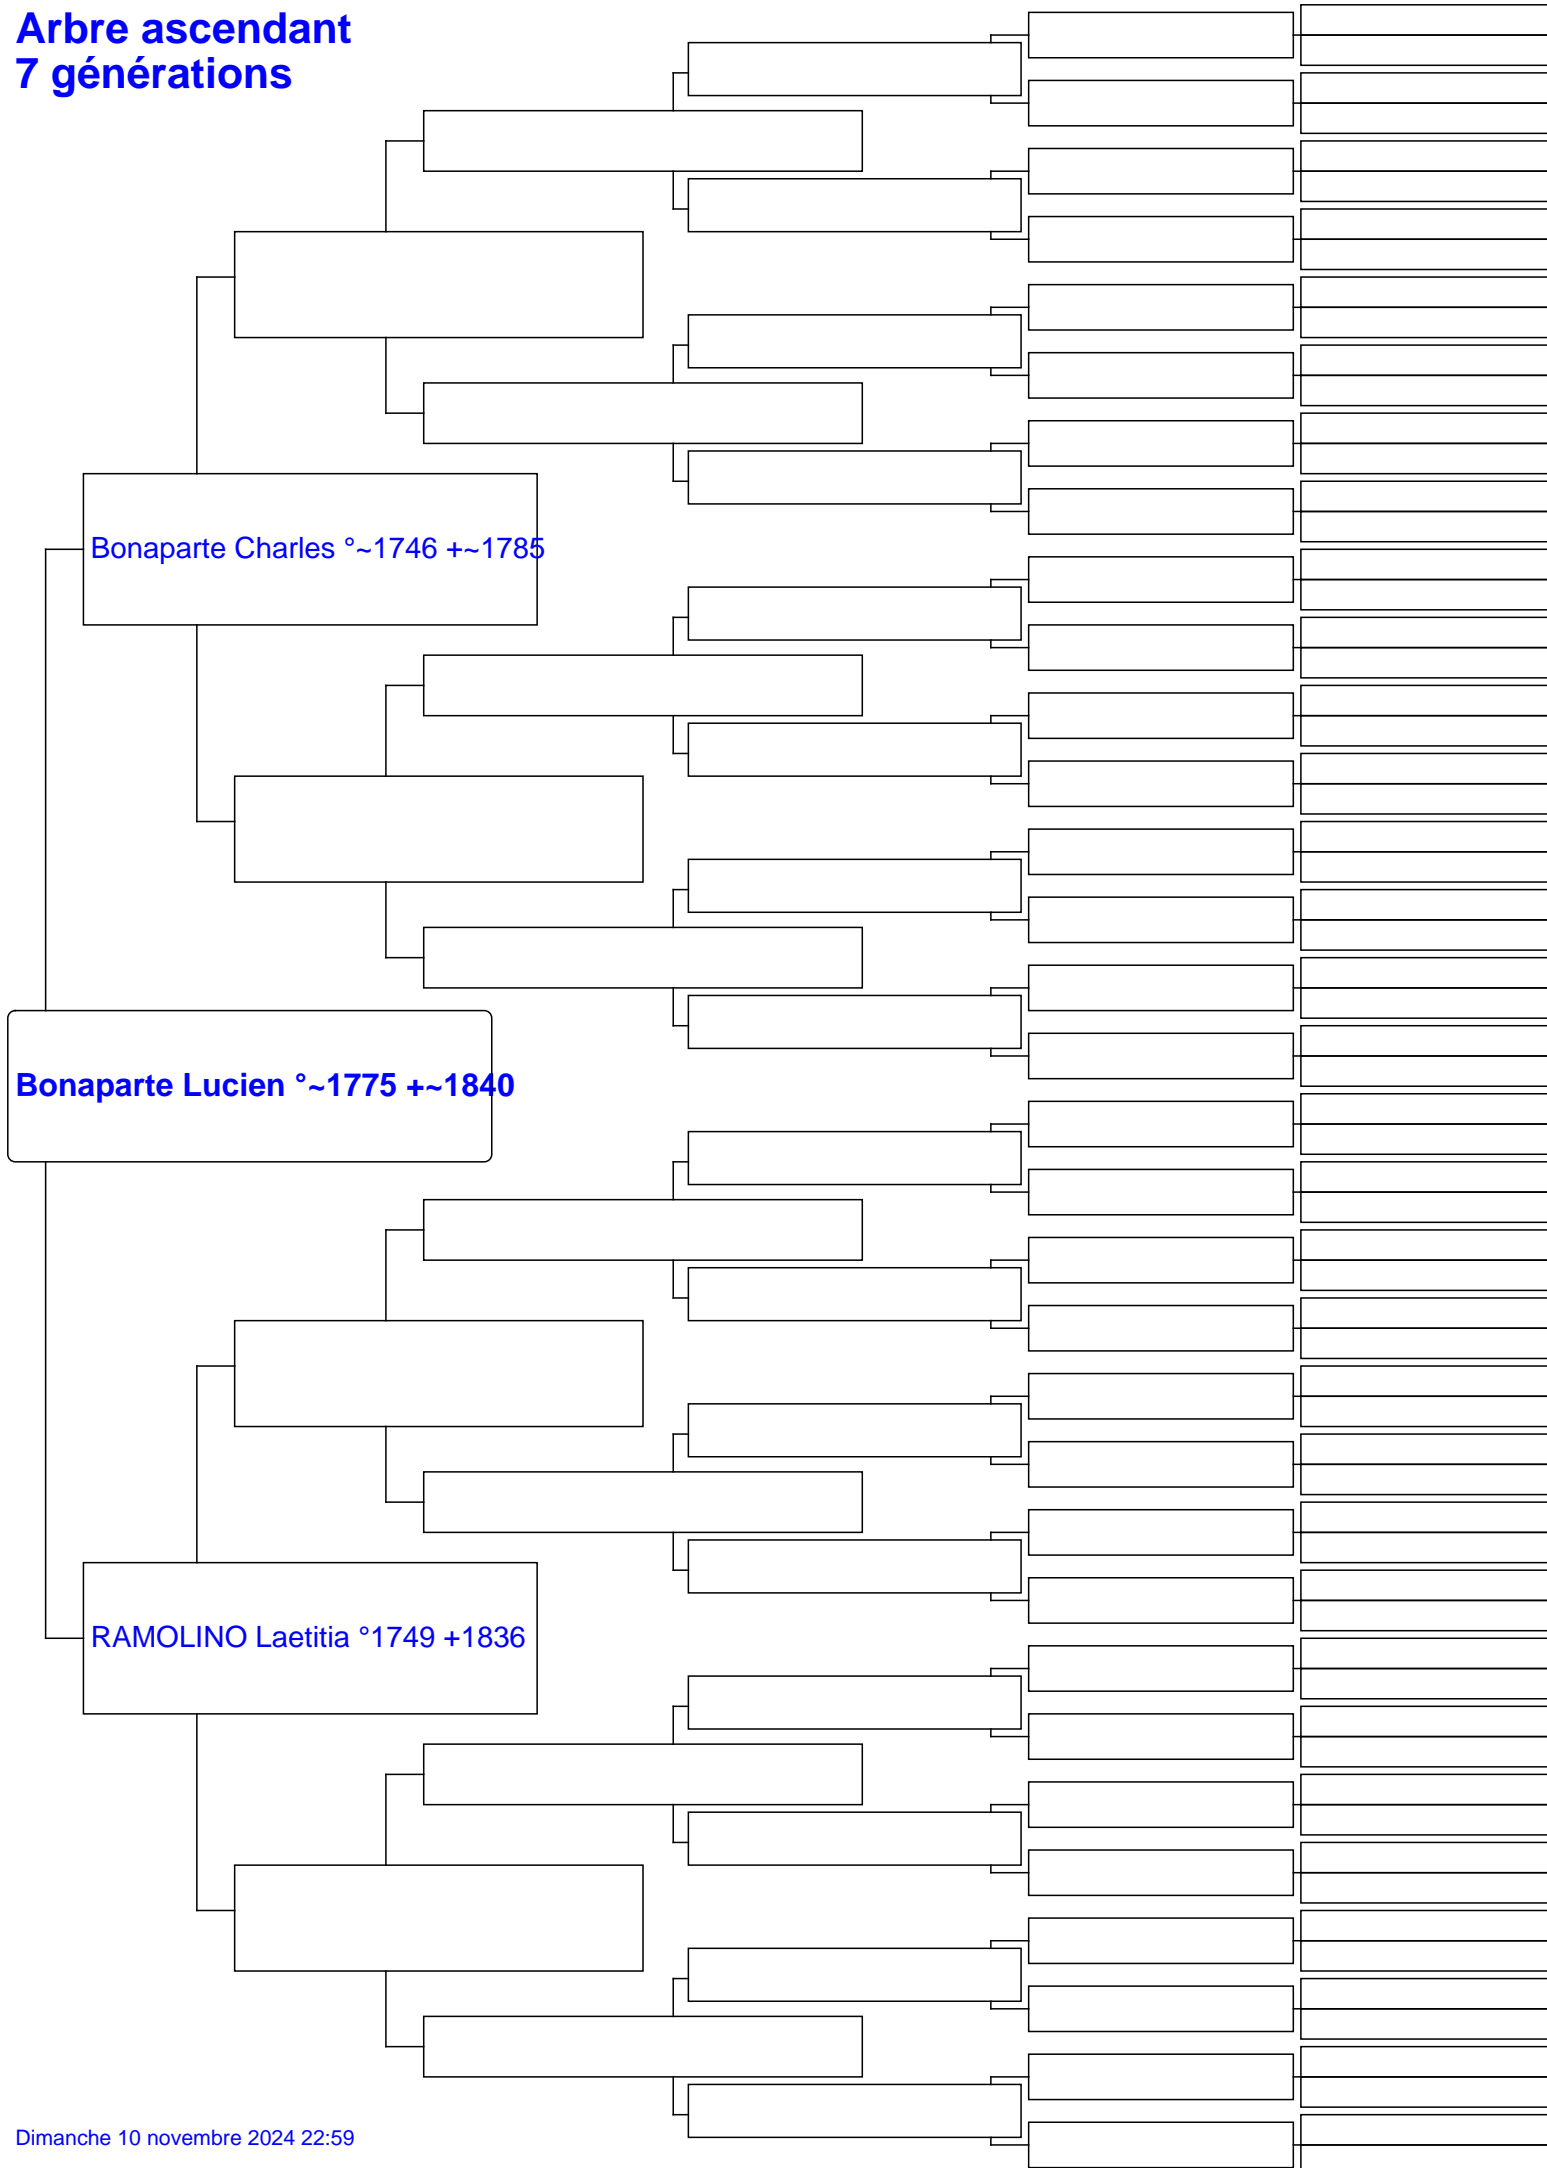 Arbre ascendant
7 générations
Bonaparte Charles °~1746 +~1785
Bonaparte Lucien °~1775 +~1840
RAMOLINO Laetitia °1749 +1836
Dimanche 10 novembre 2024 22:59